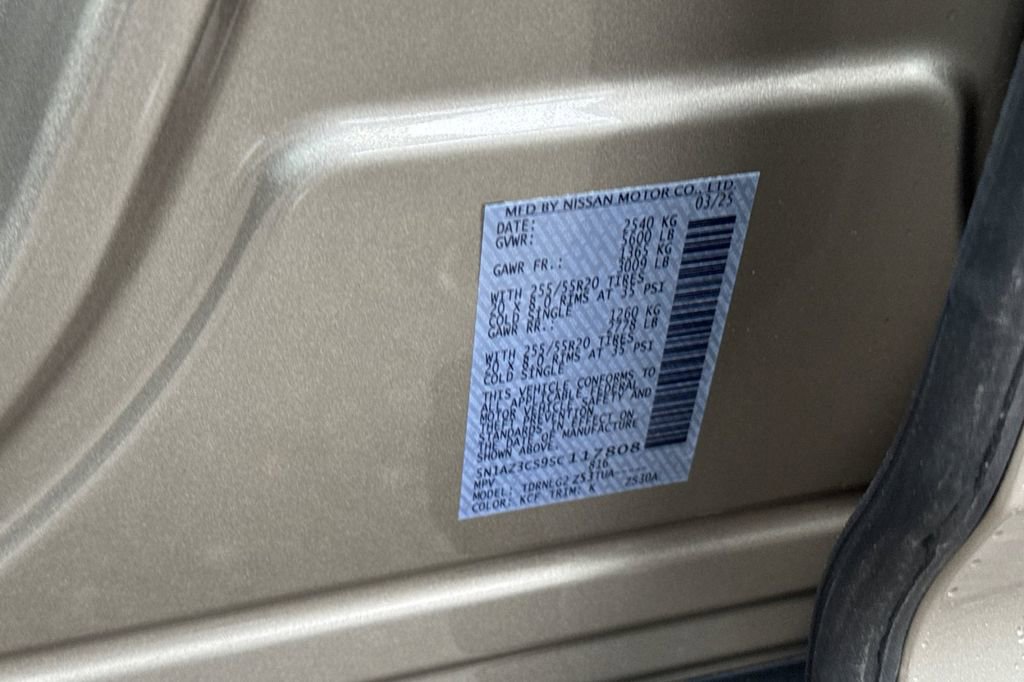 MFD BY NISSAN MOTOR CO., LTD.
DATE: 03/25
GVWR: 2540 KG
5600 LB
GAWR FR.: 1365 KG
3009 LB
WITH 255/55R20 TIRES
20 X 8.0 RIMS AT 35 PSI
COLD SINGLE
GAWR RR.: 1260 KG
2778 LB
WITH 255/55R20 TIRES
20 X 8.0 RIMS AT 35 PSI
COLD SINGLE
THIS VEHICLE CONFORMS TO
ALL APPLICABLE FEDERAL
MOTOR VEHICLE SAFETY AND
THEFT PREVENTION
STANDARDS IN EFFECT ON
THE DATE OF MANUFACTURE
SHOWN ABOVE.
5N1AZ3CS9SC117808
MPV 816
MODEL: TDRNLG2 Z53TUA
COLOR: KCF TRIM: K ZS30A